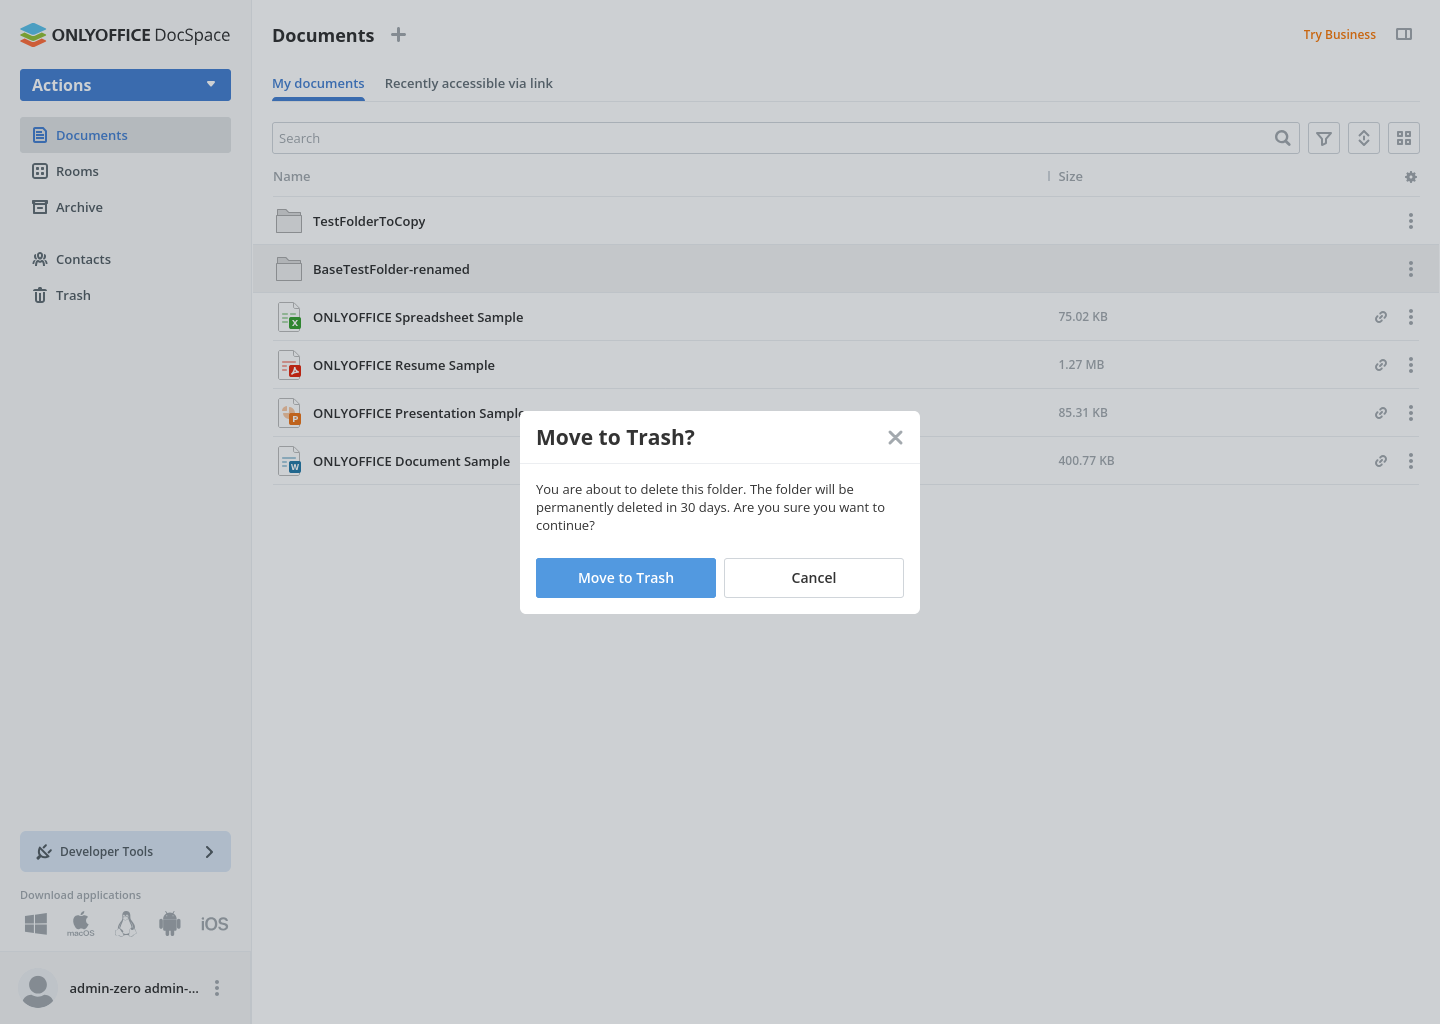 ONLYOFFICE DocSpace
Actions
Documents
Rooms
Archive
Contacts
Trash
Developer Tools
Download applications
macOS
iOS
admin-zero admin-...
Documents
Try Business
My documents
Recently accessible via link
Search
Name
Size
TestFolderToCopy
BaseTestFolder-renamed
X
ONLYOFFICE Spreadsheet Sample
75.02 KB
ONLYOFFICE Resume Sample
1.27 MB
P
ONLYOFFICE Presentation Sample
85.31 KB
W
ONLYOFFICE Document Sample
400.77 KB
Move to Trash?
You are about to delete this folder. The folder will be
permanently deleted in 30 days. Are you sure you want to
continue?
Move to Trash
Cancel